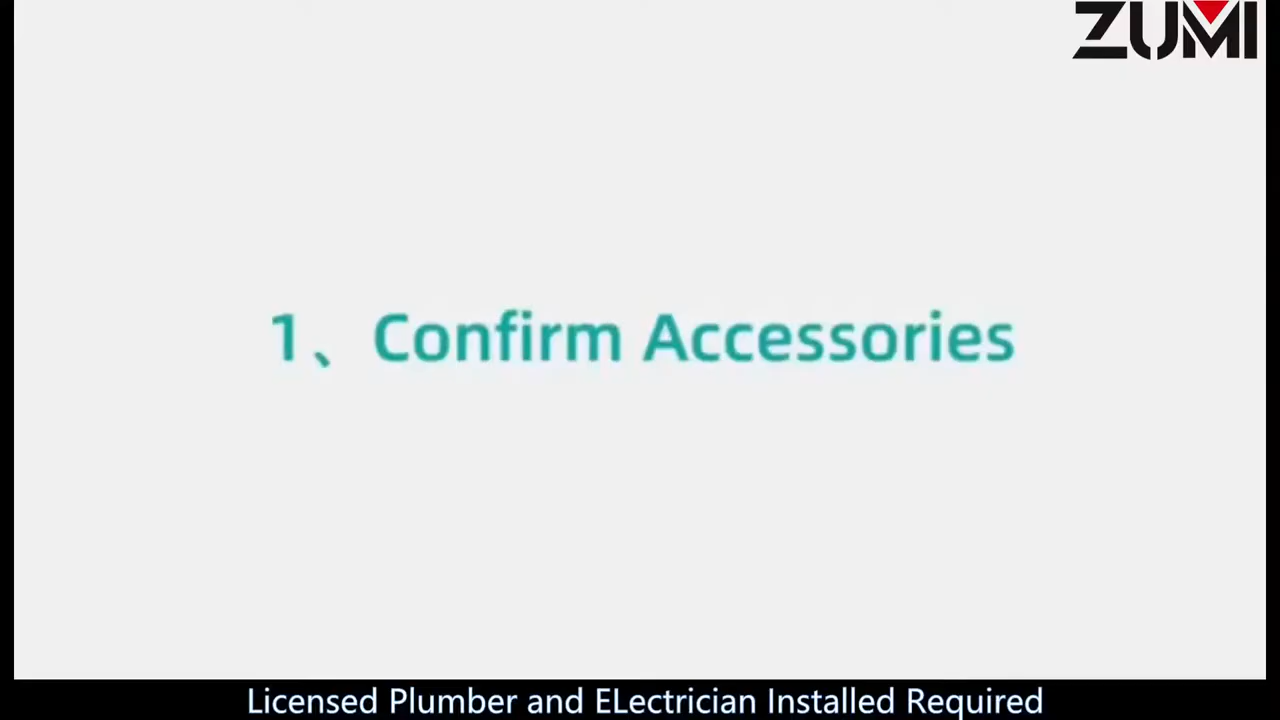 ZUMI
1、Confirm Accessories
Licensed Plumber and ELectrician Installed Required